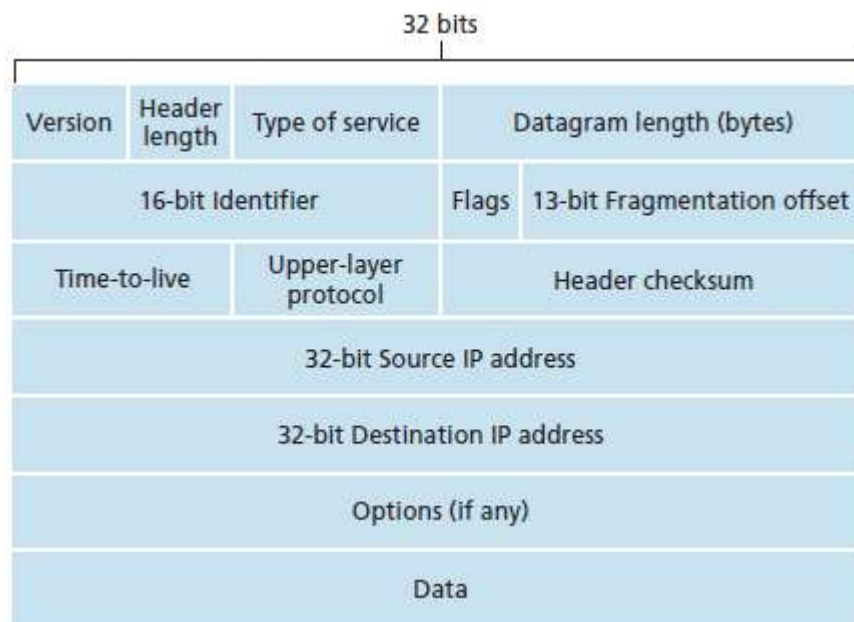 32 bits
Version
Header
length
Type of service
Datagram length (bytes)
16-bit Identifier
Flags
13-bit Fragmentation offset
Time-to-live
Upper-layer
protocol
Header checksum
32-bit Source IP address
32-bit Destination IP address
Options (if any)
Data